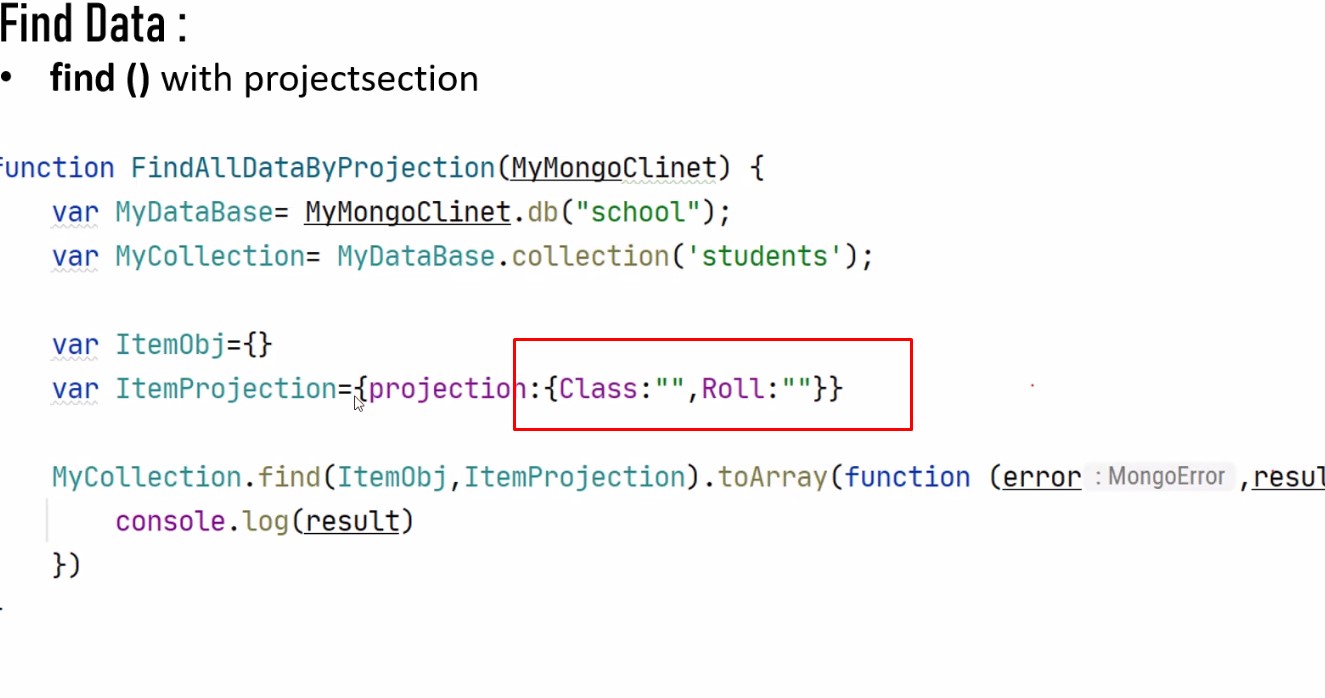 Find Data :
• find () with projectsection
function FindAllDataByProjection(MyMongoClinet) {
var MyDataBase= MyMongoClinet.db("school");
var MyCollection= MyDataBase.collection('students');
var ItemObj={}
var ItemProjection={projection:{Class:"",Roll:""}}
MyCollection.find(ItemObj,ItemProjection).toArray(function (error : MongoError ,resul
console.log(result)
})